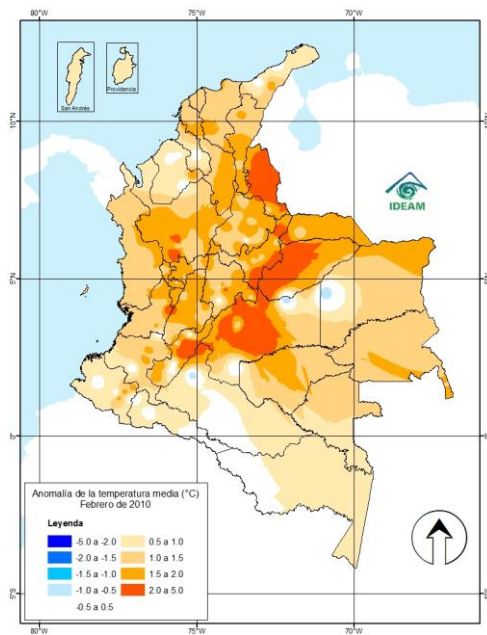 80°W
75°W
70°W
San Andrés
Providencia
10°N
10°N
IDEAM
5°N
5°N
Anomalía de la temperatura media (°C)
Febrero de 2010
Leyenda
-5.0 a -2.0
0.5 a 1.0
-2.0 a -1.5
1.0 a 1.5
-1.5 a -1.0
1.5 a 2.0
-1.0 a -0.5
2.0 a 5.0
-0.5 a 0.5
5°S
5°S
80°W
75°W
70°W